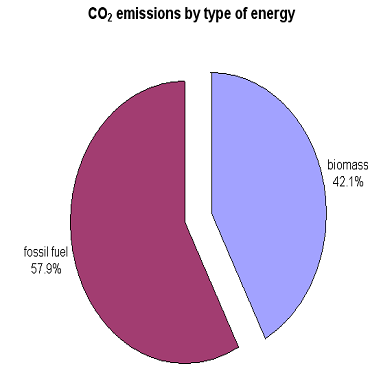 CO₂ emissions by type of energy
biomass
42.1%
fossil fuel
57.9%